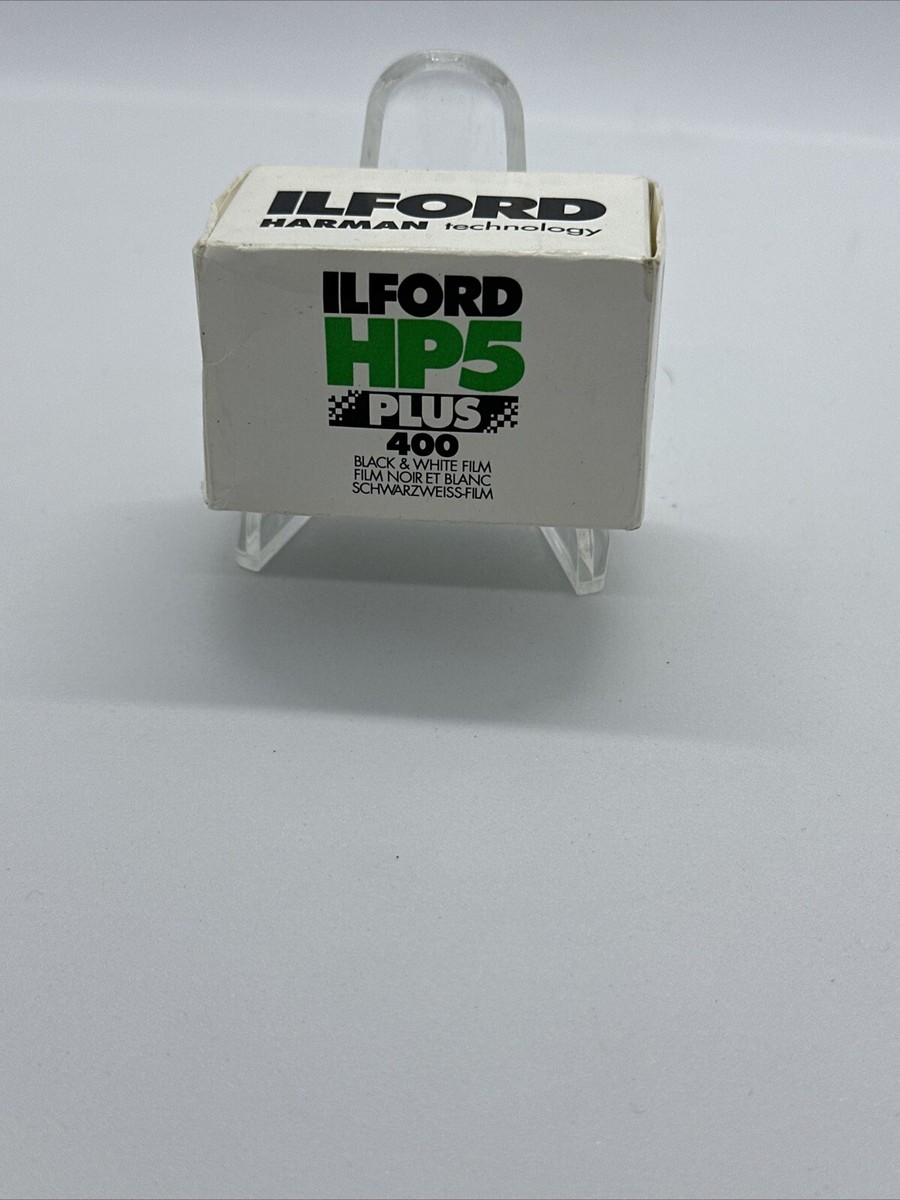 ILFORD
HARMAN technology
ILFORD
HP5
PLUS
400
BLACK & WHITE FILM
FILM NOIR ET BLANC
SCHWARZWEISS-FILM